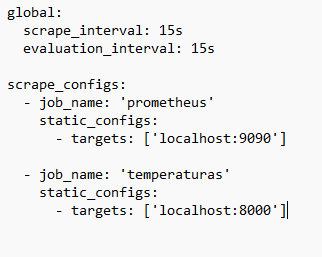 global:
  scrape_interval: 15s
  evaluation_interval: 15s

scrape_configs:
  - job_name: 'prometheus'
    static_configs:
      - targets: ['localhost:9090']

  - job_name: 'temperaturas'
    static_configs:
      - targets: ['localhost:8000']